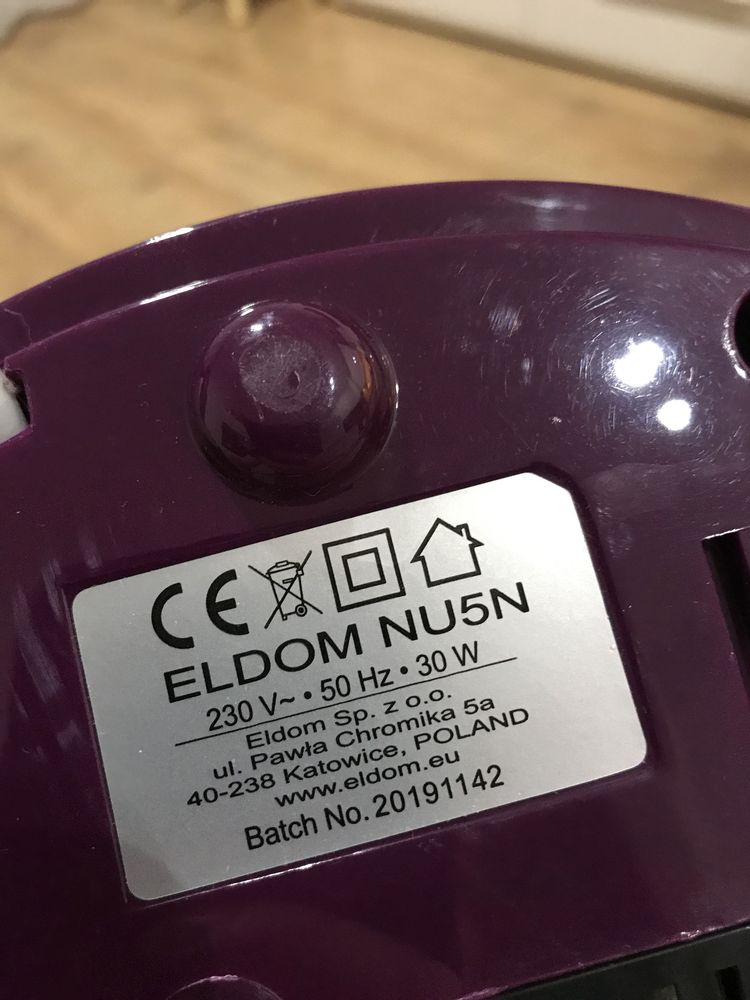 CE
ELDOM NU5N
230 V~ • 50 Hz • 30 W
Eldom Sp. z o.o.
ul. Pawła Chromika 5a
40-238 Katowice, POLAND
www.eldom.eu
Batch No. 20191142